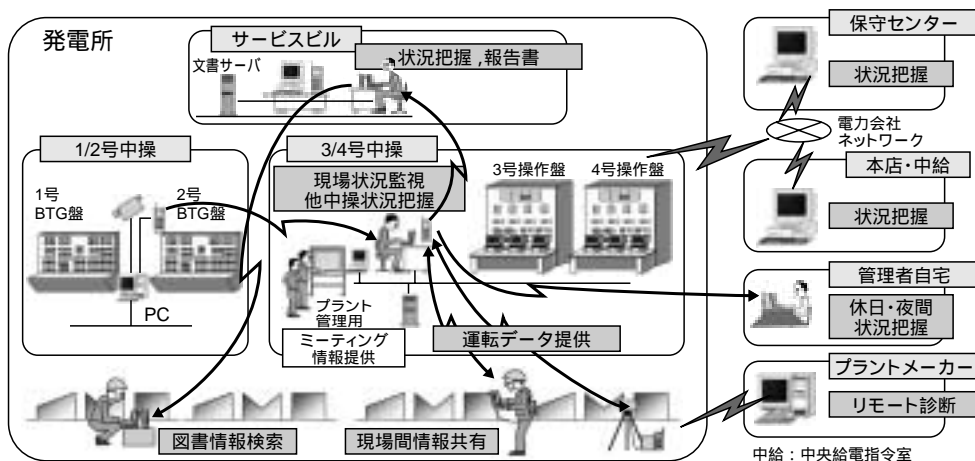 発電所
サービスビル
文書サーバ
状況把握，報告書
1/2号中操
1号
BTG盤
2号
BTG盤
PC
3/4号中操
現場状況監視
他中操状況把握
3号操作盤
4号操作盤
プラント
管理用
ミーティング
情報提供
運転データ提供
図書情報検索
現場間情報共有
保守センター
状況把握
電力会社
ネットワーク
本店・中給
状況把握
管理者自宅
休日・夜間
状況把握
プラントメーカー
リモート診断
中給：中央給電指令室